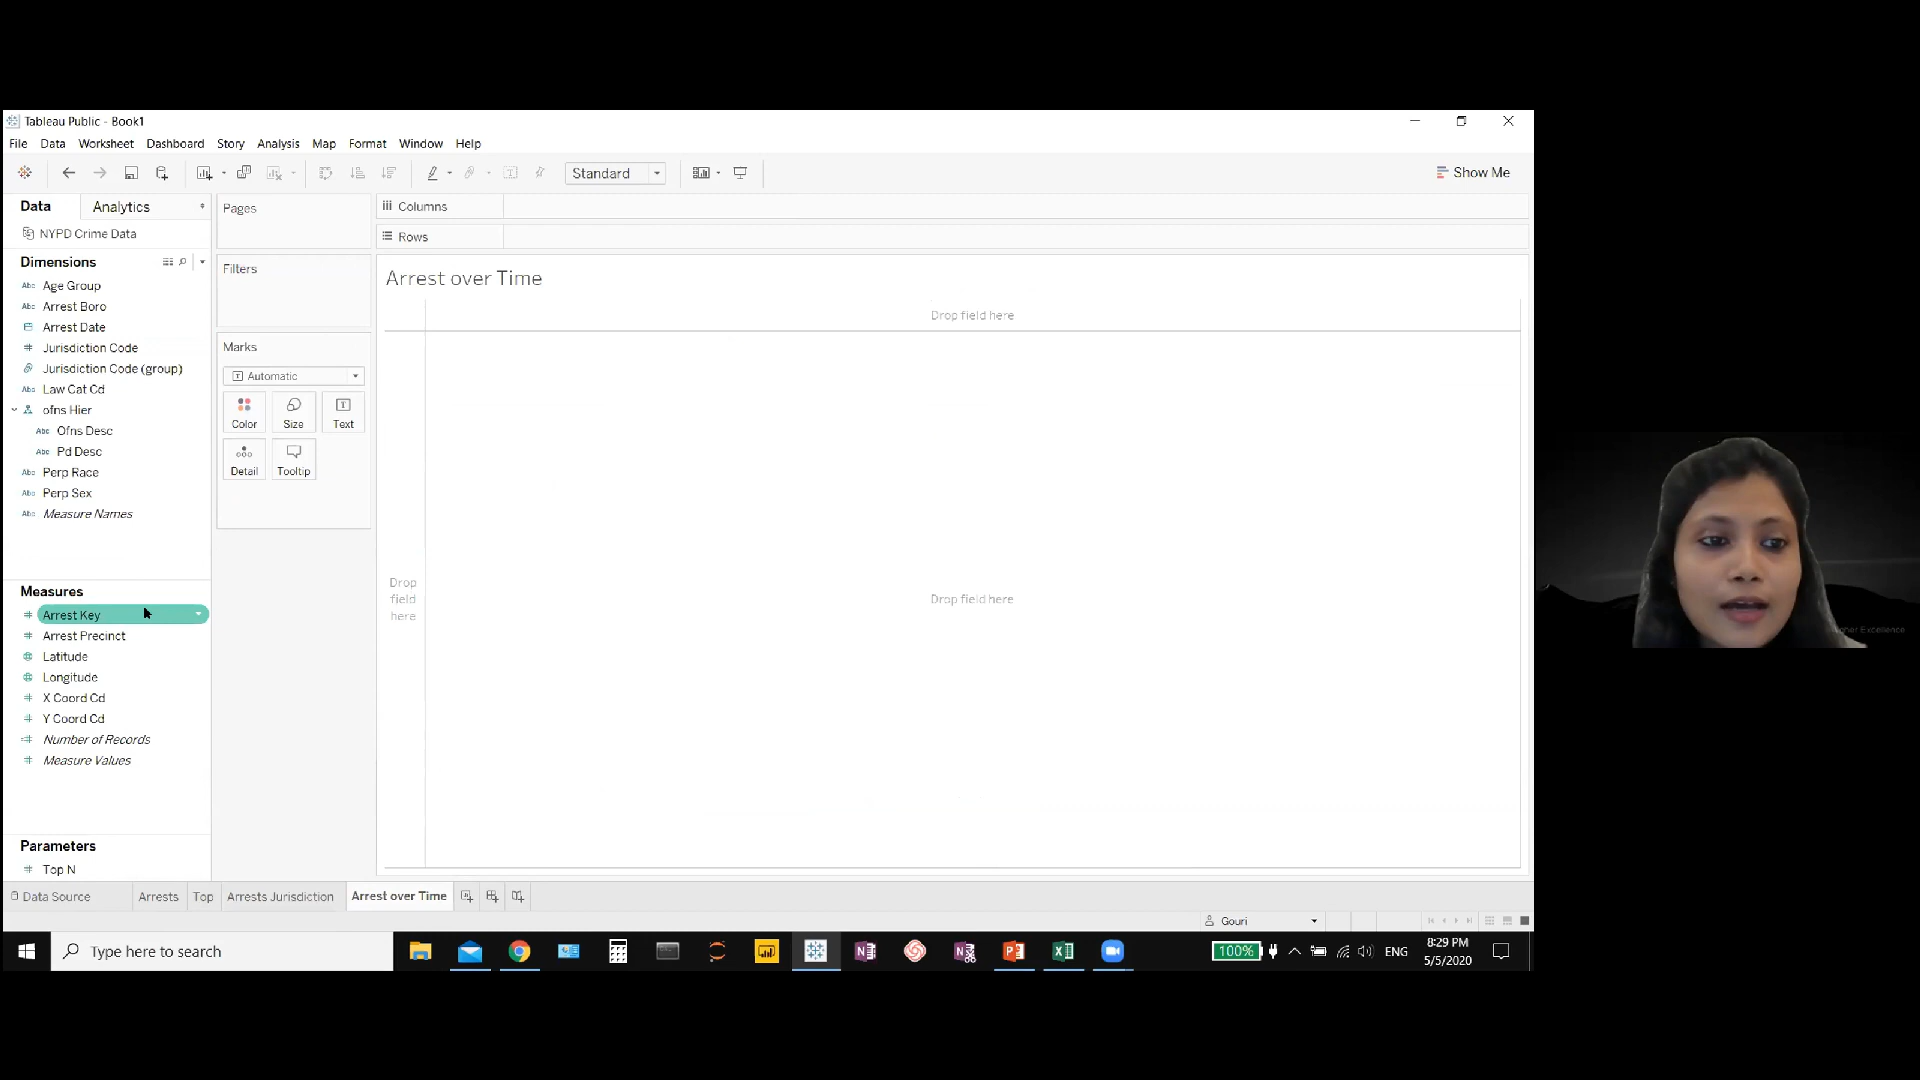 Tableau Public - Book1
File Data Worksheet Dashboard Story Analysis Map Format Window Help
Standard
Show Me
Data Analytics
NYPD Crime Data
Dimensions
Age Group
Arrest Boro
Arrest Date
Jurisdiction Code
Jurisdiction Code (group)
Law Cat Cd
ofns Hier
Ofns Desc
Pd Desc
Perp Race
Perp Sex
Measure Names
Measures
Arrest Key
Arrest Precinct
Latitude
Longitude
X Coord Cd
Y Coord Cd
Number of Records
Measure Values
Parameters
Top N
Pages
Filters
Marks
Automatic
Color Size Text
Detail Tooltip
Columns
Rows
Arrest over Time
Drop field here
Drop
field
here
Drop field here
Data Source Arrests Top Arrests Jurisdiction Arrest over Time
Gouri
Type here to search
100%
ENG
8:29 PM
5/5/2020